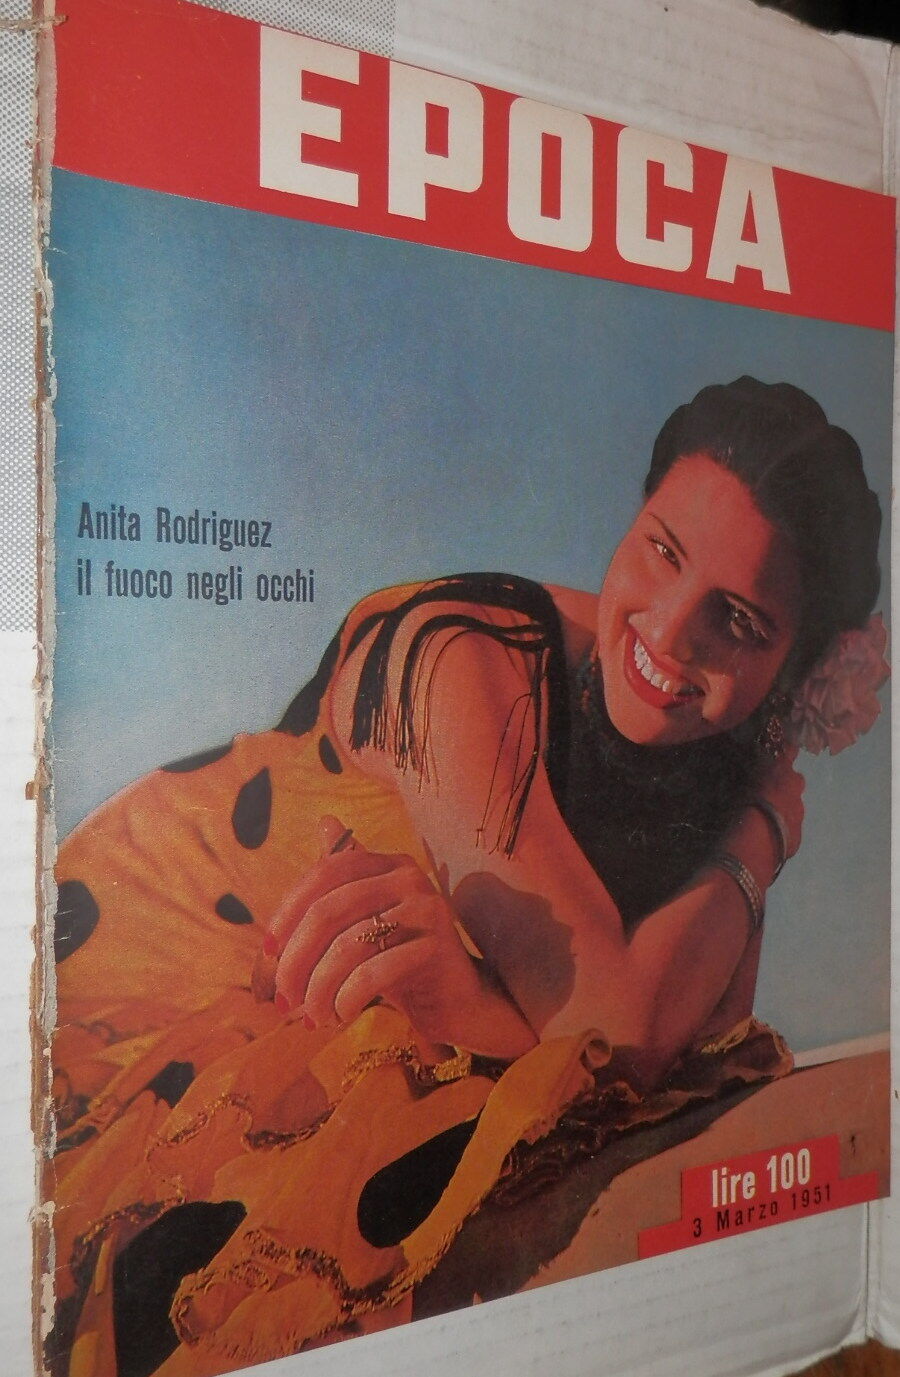 EPOCA
Anita Rodriguez
il fuoco negli occhi
lire 100
3 Marzo 1951